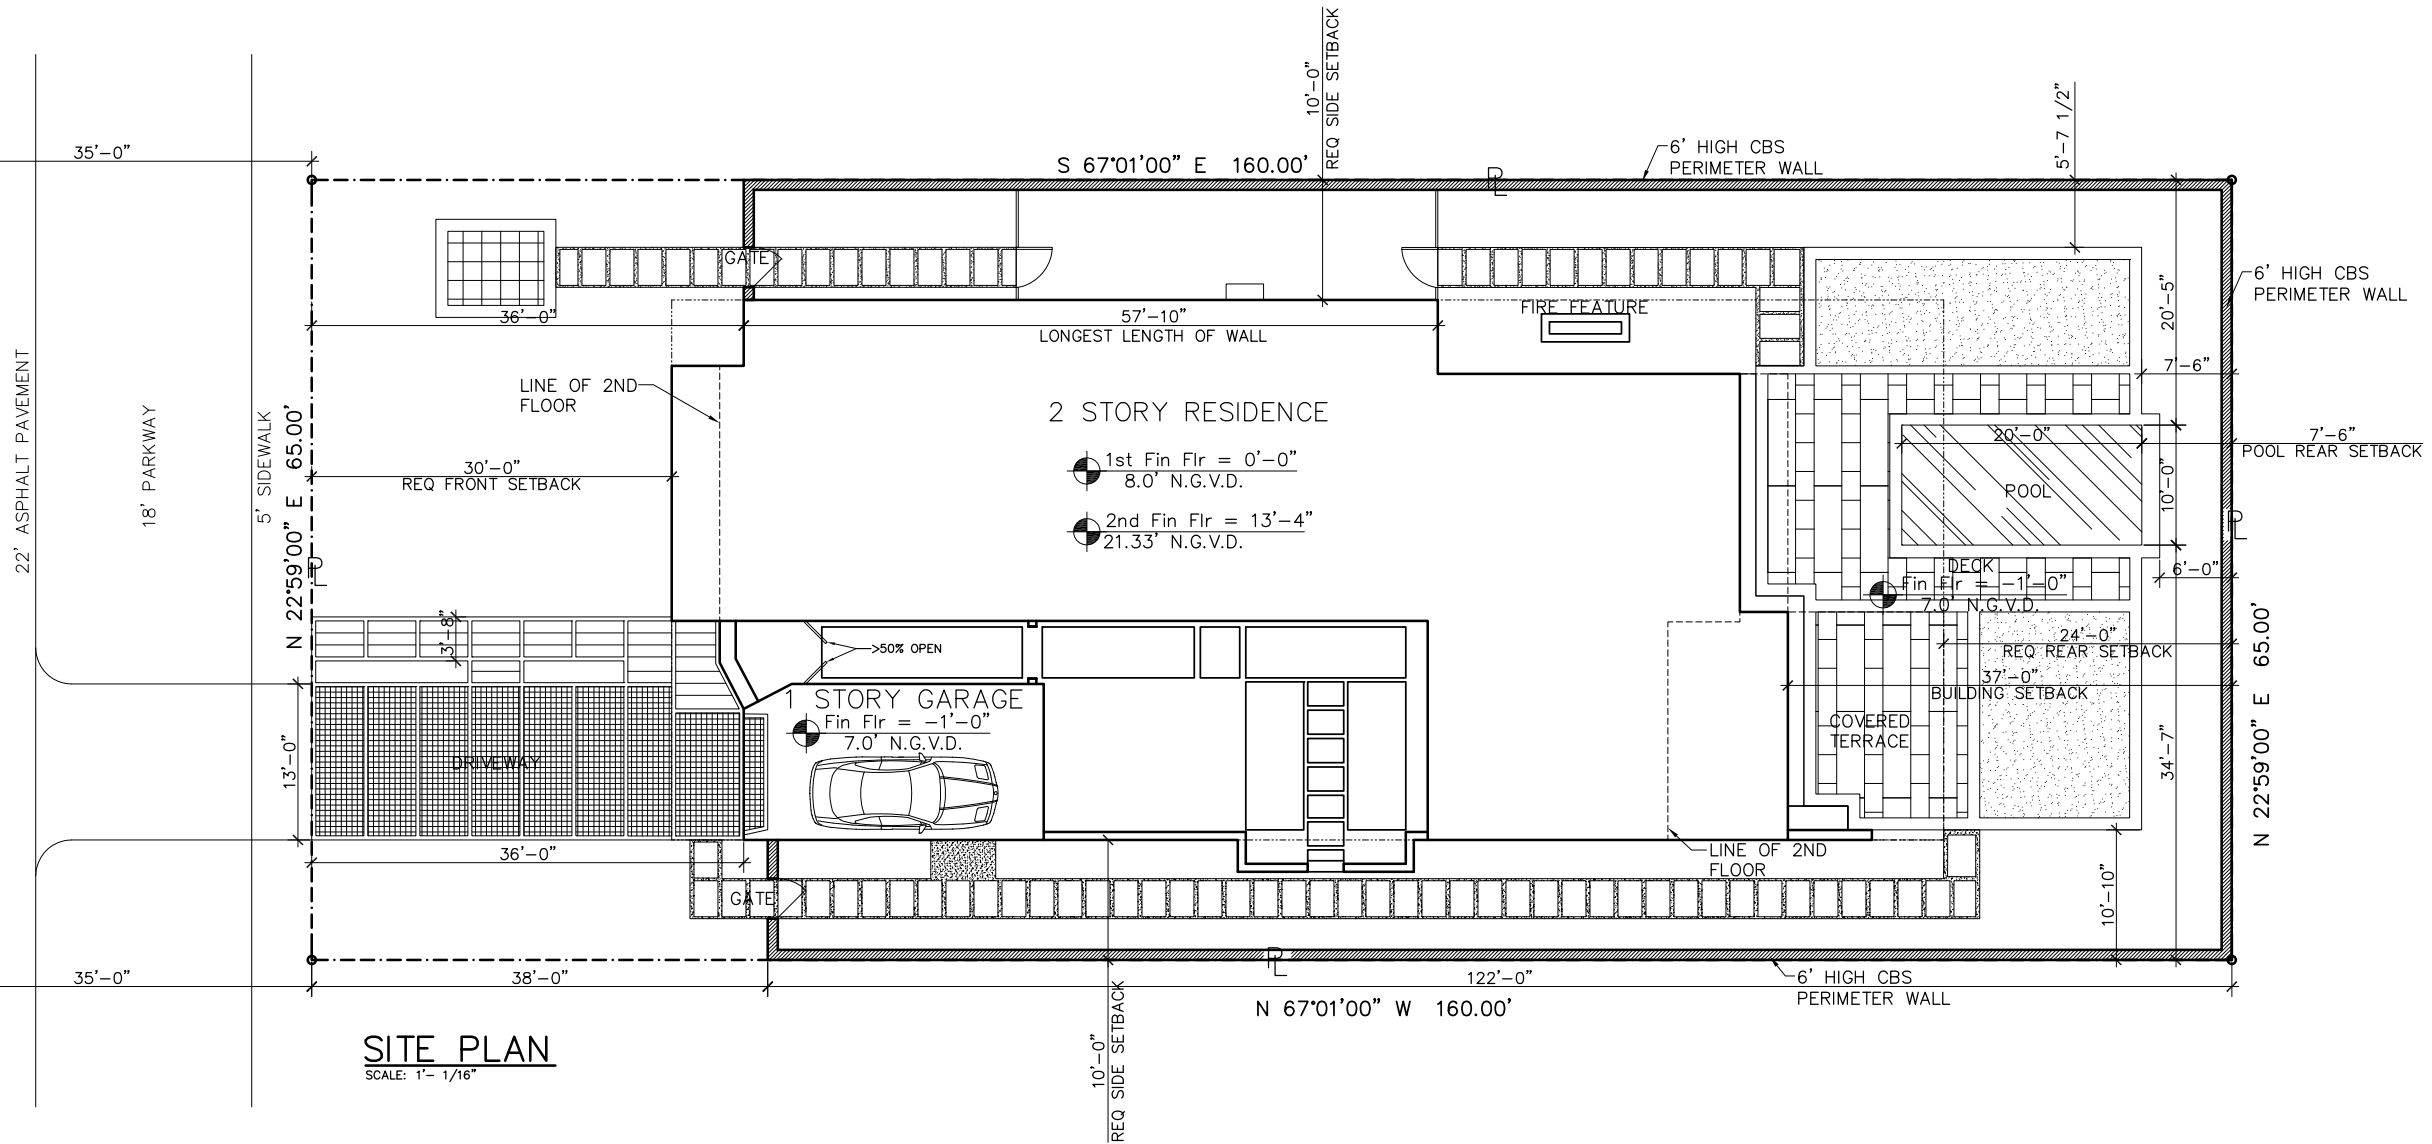 10'-0"
REQ SIDE SETBACK
5'-7 1/2"
35'-0"
S 67°01'00" E 160.00'
6' HIGH CBS
PERIMETER WALL
PL
GATE
6' HIGH CBS
PERIMETER WALL
20'-5"
36'-0"
57'-10"
LONGEST LENGTH OF WALL
FIRE FEATURE
7'-6"
22' ASPHALT PAVEMENT
18' PARKWAY
5' SIDEWALK
N 22°59'00" E 65.00'
LINE OF 2ND
FLOOR
2 STORY RESIDENCE
20'-0"
7'-6"
POOL REAR SETBACK
30'-0"
REQ FRONT SETBACK
1st Fin Flr = 0'-0"
8.0' N.G.V.D.
10'-0"
POOL
2nd Fin Flr = 13'-4"
21.33' N.G.V.D.
PL
PL
DECK
Fin Flr = -1'-0"
7.0' N.G.V.D.
6'-0"
3'-8"
>50% OPEN
24'-0"
REQ REAR SETBACK
37'-0"
BUILDING SETBACK
1 STORY GARAGE
Fin Flr = -1'-0"
7.0' N.G.V.D.
COVERED
TERRACE
DRIVEWAY
13'-0"
34'-7"
N 22°59'00" E 65.00'
36'-0"
LINE OF 2ND
FLOOR
GATE
10'-10"
PL
35'-0"
38'-0"
122'-0"
6' HIGH CBS
PERIMETER WALL
N 67°01'00" W 160.00'
10'-0"
REQ SIDE SETBACK
SITE PLAN
SCALE: 1'- 1/16"